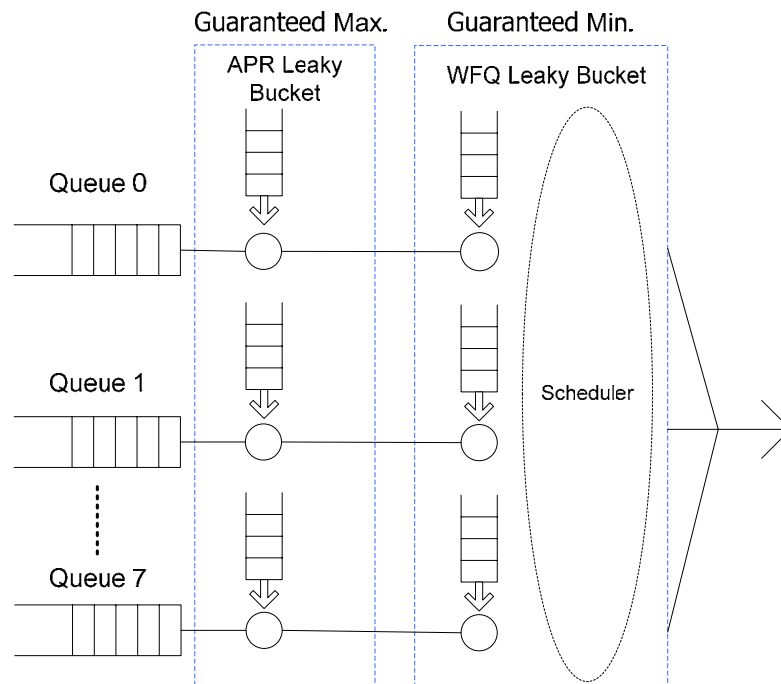 Guaranteed Max.
Guaranteed Min.
APR Leaky
Bucket
WFQ Leaky Bucket
Queue 0
Queue 1
Scheduler
Queue 7